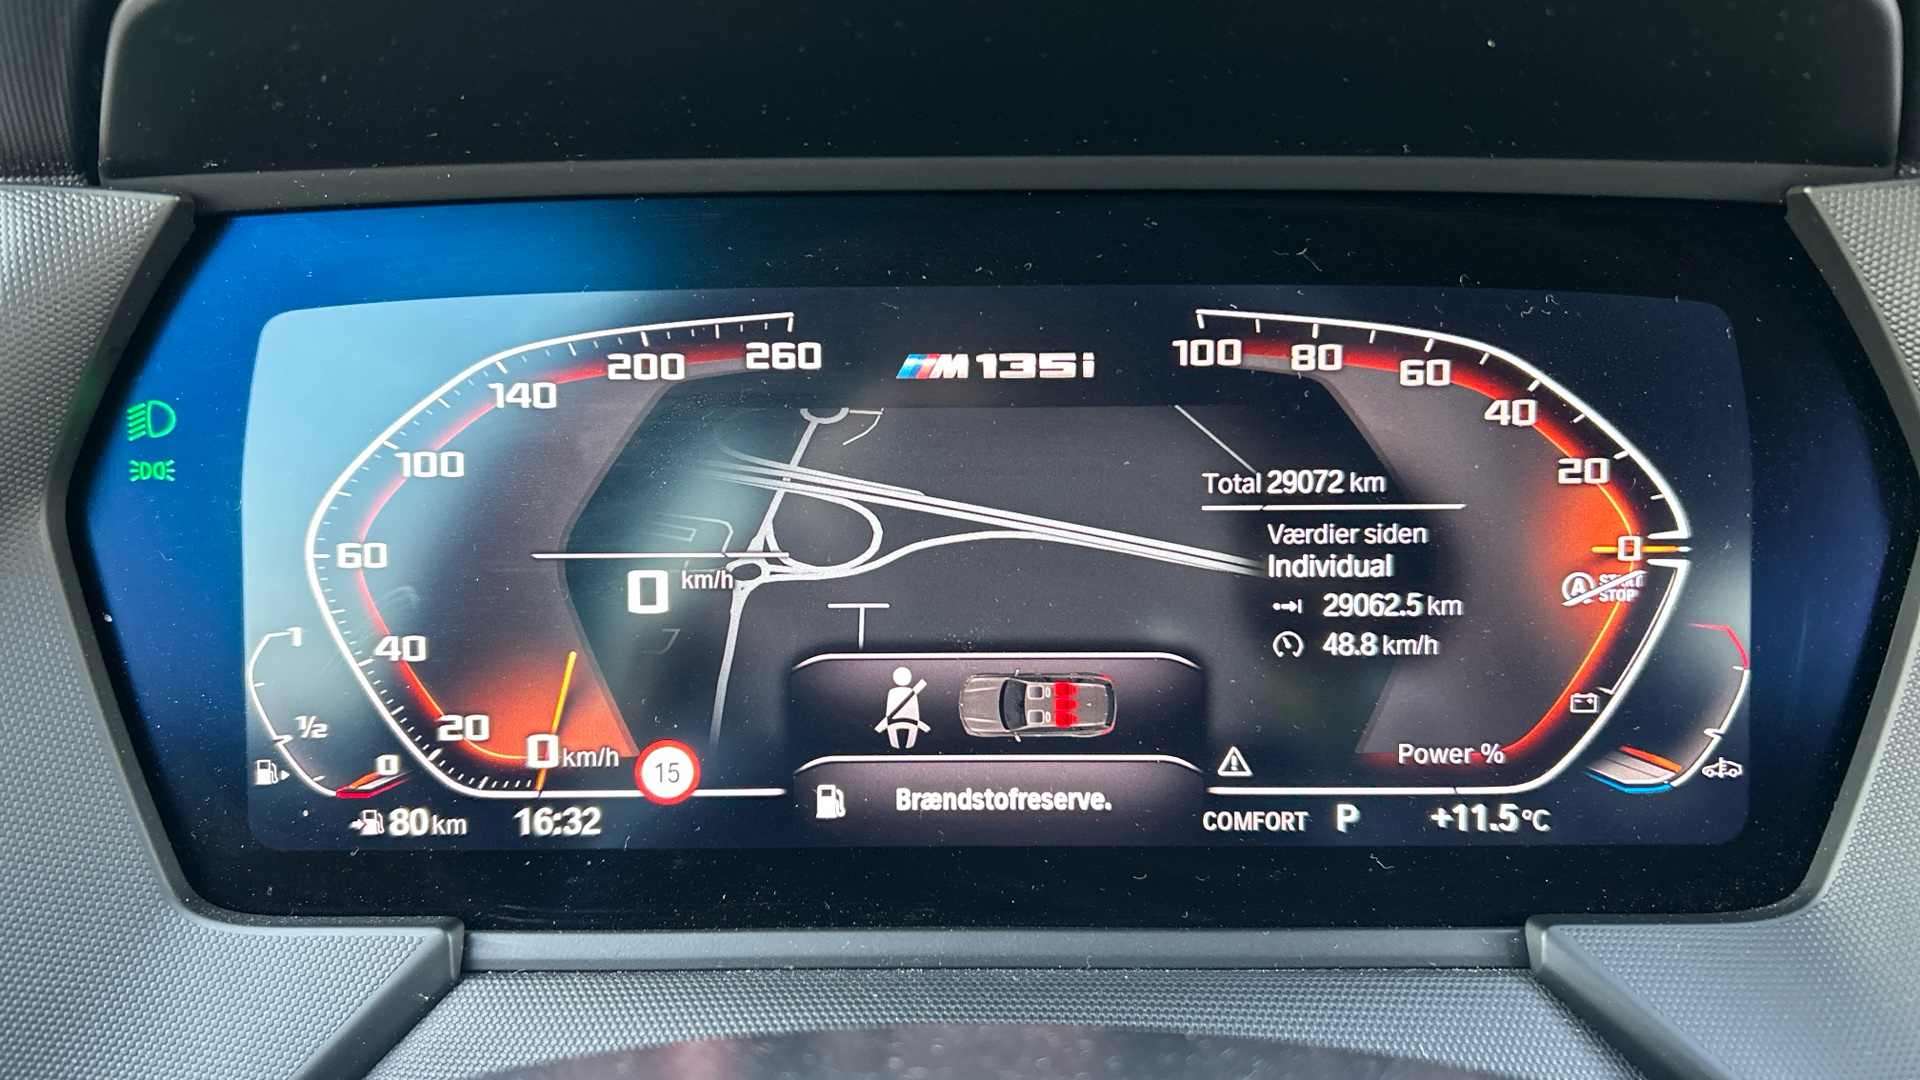 M135i
260
200
140
100
60
40
20
0 km/h
0 km/h
100
80
60
40
20
0
Total 29072 km
Værdier siden
Individual
29062.5 km
48.8 km/h
A
STOP
1
1/2
0
15
Power %
Brændstofreserve.
80 km
16:32
COMFORT P
+11.5 °C